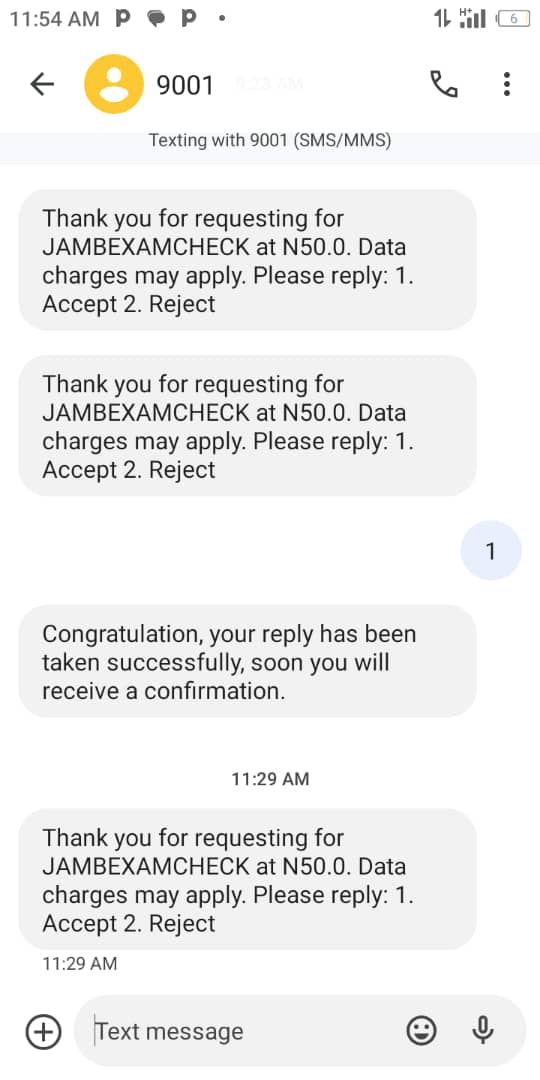 11:54 AM
6
9001
Texting with 9001 (SMS/MMS)
Thank you for requesting for
JAMBEXAMCHECK at N50.0. Data
charges may apply. Please reply: 1.
Accept 2. Reject
Thank you for requesting for
JAMBEXAMCHECK at N50.0. Data
charges may apply. Please reply: 1.
Accept 2. Reject
1
Congratulation, your reply has been
taken successfully, soon you will
receive a confirmation.
11:29 AM
Thank you for requesting for
JAMBEXAMCHECK at N50.0. Data
charges may apply. Please reply: 1.
Accept 2. Reject
11:29 AM
Text message